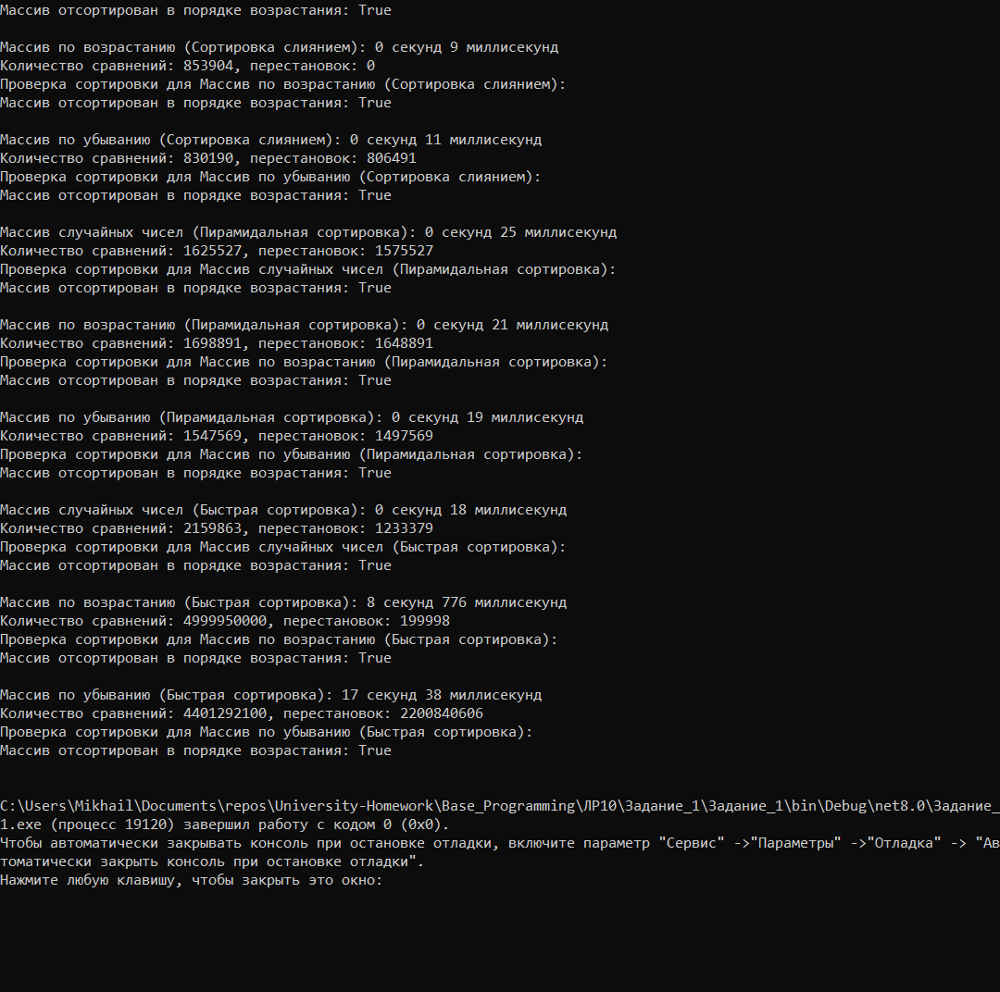 Массив отсортирован в порядке возрастания: True
Массив по возрастанию (Сортировка слиянием): 0 секунд 9 миллисекунд
Количество сравнений: 853904, перестановок: 0
Проверка сортировки для Массив по возрастанию (Сортировка слиянием):
Массив отсортирован в порядке возрастания: True
Массив по убыванию (Сортировка слиянием): 0 секунд 11 миллисекунд
Количество сравнений: 830190, перестановок: 806491
Проверка сортировки для Массив по убыванию (Сортировка слиянием):
Массив отсортирован в порядке возрастания: True
Массив случайных чисел (Пирамидальная сортировка): 0 секунд 25 миллисекунд
Количество сравнений: 1625527, перестановок: 1575527
Проверка сортировки для Массив случайных чисел (Пирамидальная сортировка):
Массив отсортирован в порядке возрастания: True
Массив по возрастанию (Пирамидальная сортировка): 0 секунд 21 миллисекунд
Количество сравнений: 1698891, перестановок: 1648891
Проверка сортировки для Массив по возрастанию (Пирамидальная сортировка):
Массив отсортирован в порядке возрастания: True
Массив по убыванию (Пирамидальная сортировка): 0 секунд 19 миллисекунд
Количество сравнений: 1547569, перестановок: 1497569
Проверка сортировки для Массив по убыванию (Пирамидальная сортировка):
Массив отсортирован в порядке возрастания: True
Массив случайных чисел (Быстрая сортировка): 0 секунд 18 миллисекунд
Количество сравнений: 2159863, перестановок: 1233379
Проверка сортировки для Массив случайных чисел (Быстрая сортировка):
Массив отсортирован в порядке возрастания: True
Массив по возрастанию (Быстрая сортировка): 8 секунд 776 миллисекунд
Количество сравнений: 4999950000, перестановок: 199998
Проверка сортировки для Массив по возрастанию (Быстрая сортировка):
Массив отсортирован в порядке возрастания: True
Массив по убыванию (Быстрая сортировка): 17 секунд 38 миллисекунд
Количество сравнений: 4401292100, перестановок: 2200840606
Проверка сортировки для Массив по убыванию (Быстрая сортировка):
Массив отсортирован в порядке возрастания: True
C:\Users\Mikhail\Documents\repos\University-Homework\Base_Programming\ЛР10\Задание_1\Задание_1\bin\Debug\net8.0\Задание_
1.exe (процесс 19120) завершил работу с кодом 0 (0x0).
Чтобы автоматически закрывать консоль при остановке отладки, включите параметр "Сервис" ->"Параметры" ->"Отладка" -> "Ав
томатически закрыть консоль при остановке отладки".
Нажмите любую клавишу, чтобы закрыть это окно: